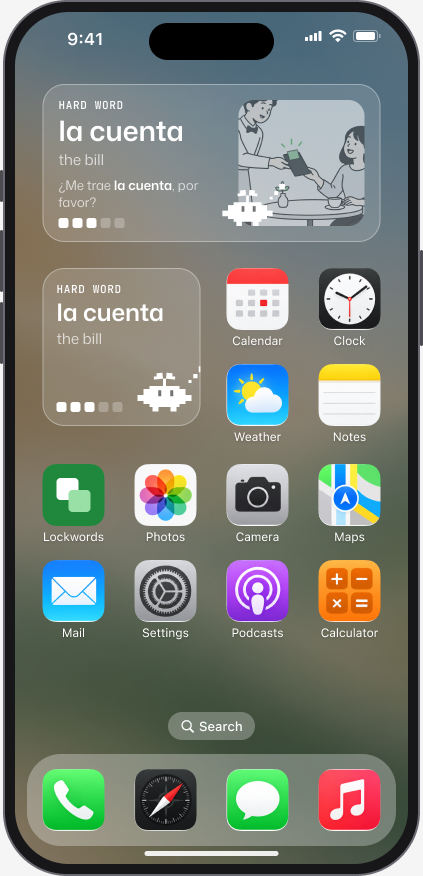 9:41
HARD WORD
la cuenta
the bill
¿Me trae la cuenta, por
favor?
HARD WORD
la cuenta
the bill
Calendar
Clock
Weather
Notes
Lockwords
Photos
Camera
Maps
Mail
Settings
Podcasts
Calculator
Search